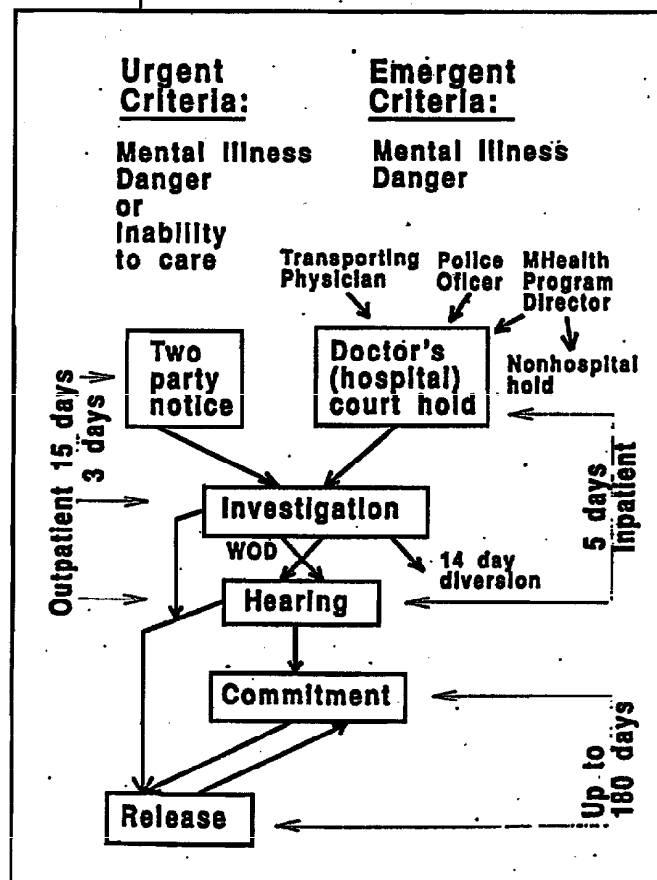 Urgent
Criteria:
Mental Illness
Danger
or
Inability
to care
Emergent
Criteria:
Mental Illness
Danger
Transporting
Physician
Police
Oficer
MHealth
Program
Director
Nonhospital
hold
Two
party
notice
Doctor's
(hospital)
court hold
Outpatient 15 days
3 days
5 days
Inpatient
Investigation
WOD
14 day
diversion
Hearing
Commitment
Up to
180 days
Release